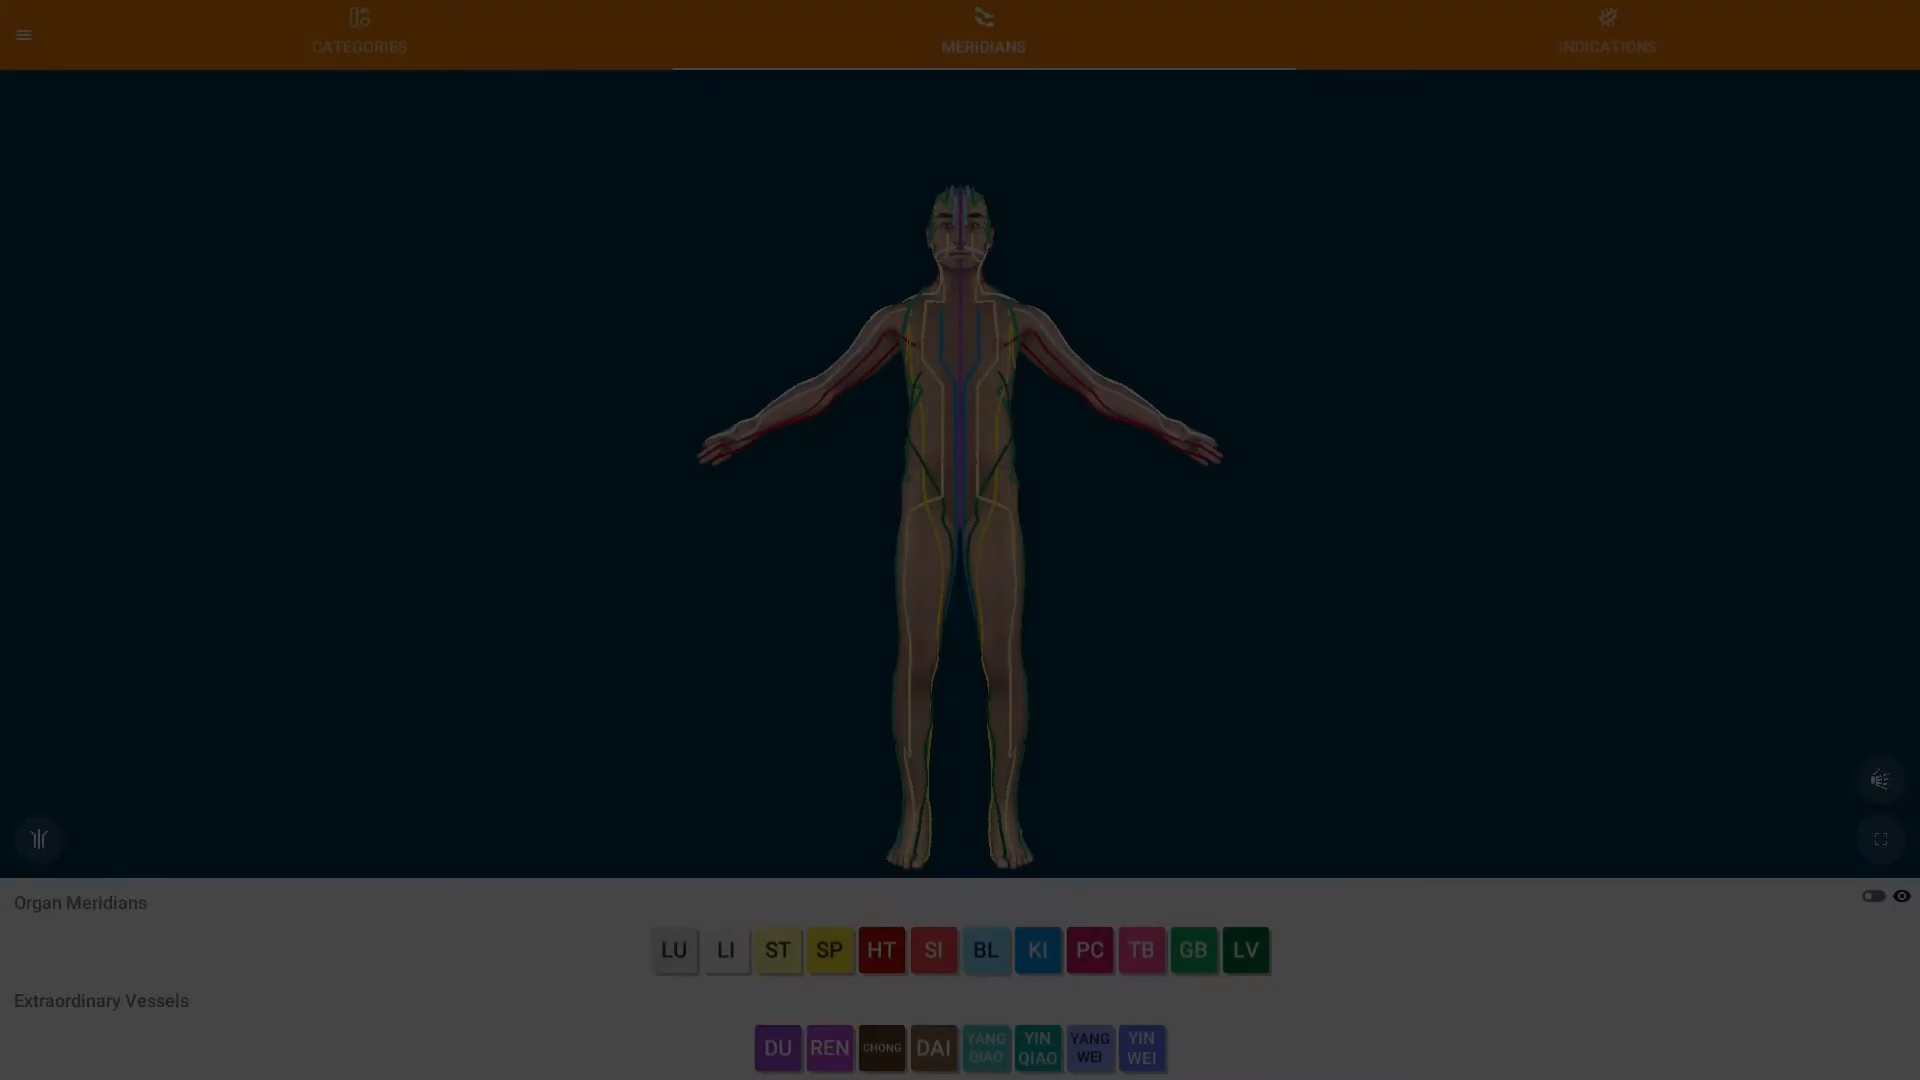 CATEGORIES
MERIDIANS
INDICATIONS
Organ Meridians
LU LI ST SP HT SI BL KI PC TB GB LV
Extraordinary Vessels
DU REN CHONG DAI YANG QIAO YIN QIAO YANG WEI YIN WEI